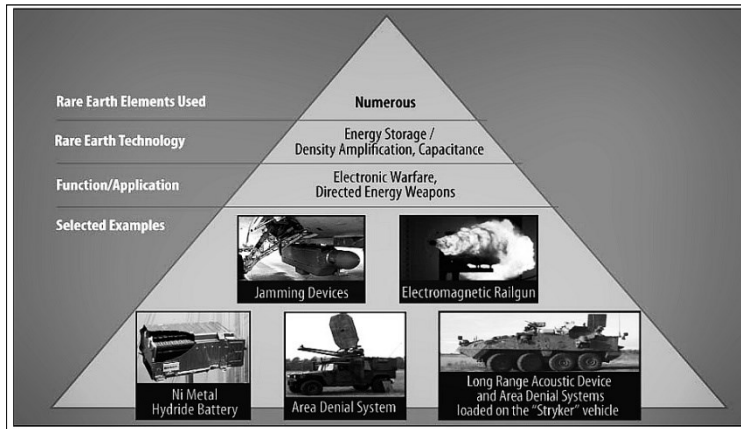 Rare Earth Elements Used
Numerous
Rare Earth Technology
Energy Storage /
Density Amplification, Capacitance
Function/Application
Electronic Warfare,
Directed Energy Weapons
Selected Examples
Jamming Devices
Electromagnetic Railgun
Ni Metal
Hydride Battery
Area Denial System
Long Range Acoustic Device
and Area Denial Systems
loaded on the “Stryker” vehicle